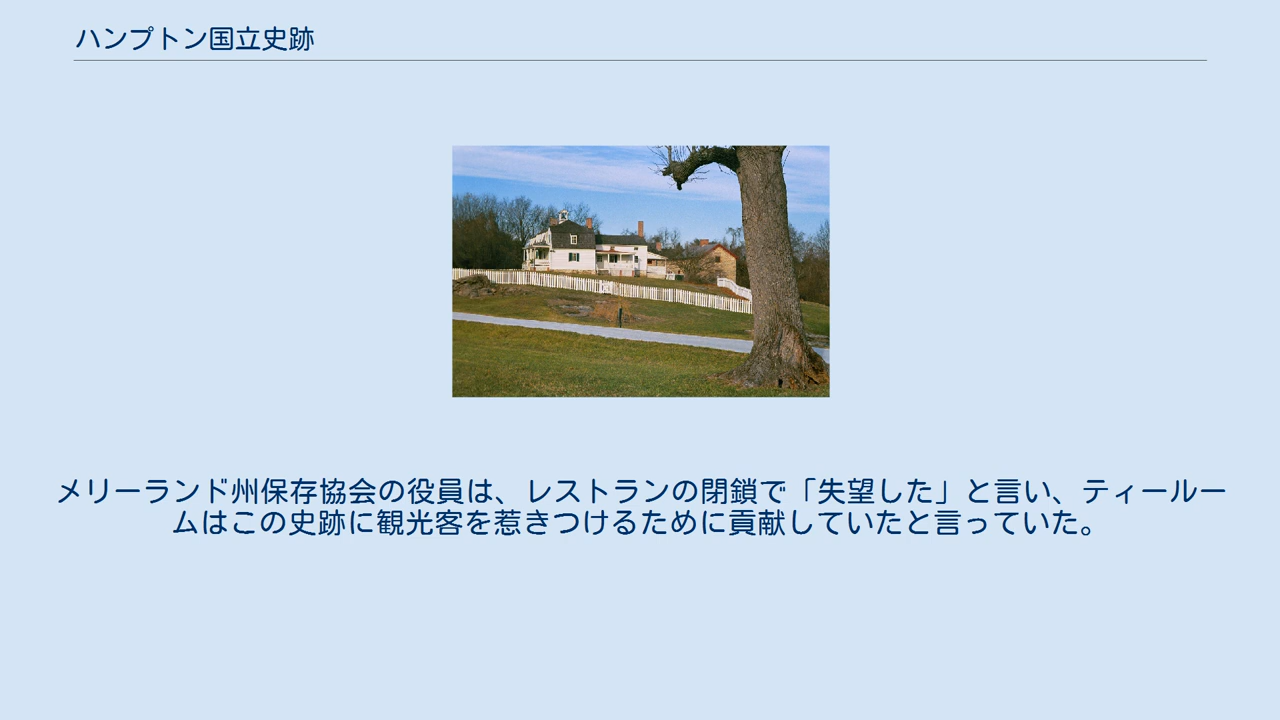 ハンプトン国立史跡
メリーランド州保存協会の役員は、レストランの閉鎖で「失望した」と言い、ティールー
ムはこの史跡に観光客を惹きつけるために貢献していたと言っていた。